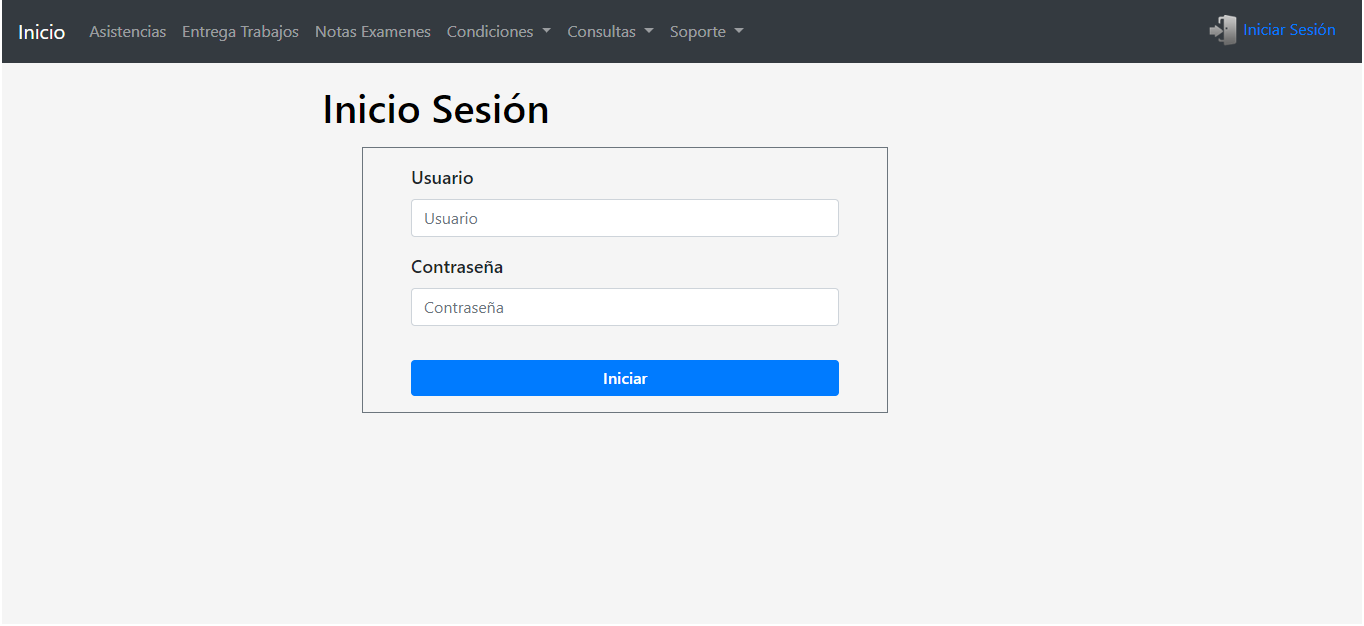 Inicio Asistencias Entrega Trabajos Notas Examenes Condiciones Consultas Soporte Iniciar Sesión
Inicio Sesión
Usuario
Usuario
Contraseña
Contraseña
Iniciar